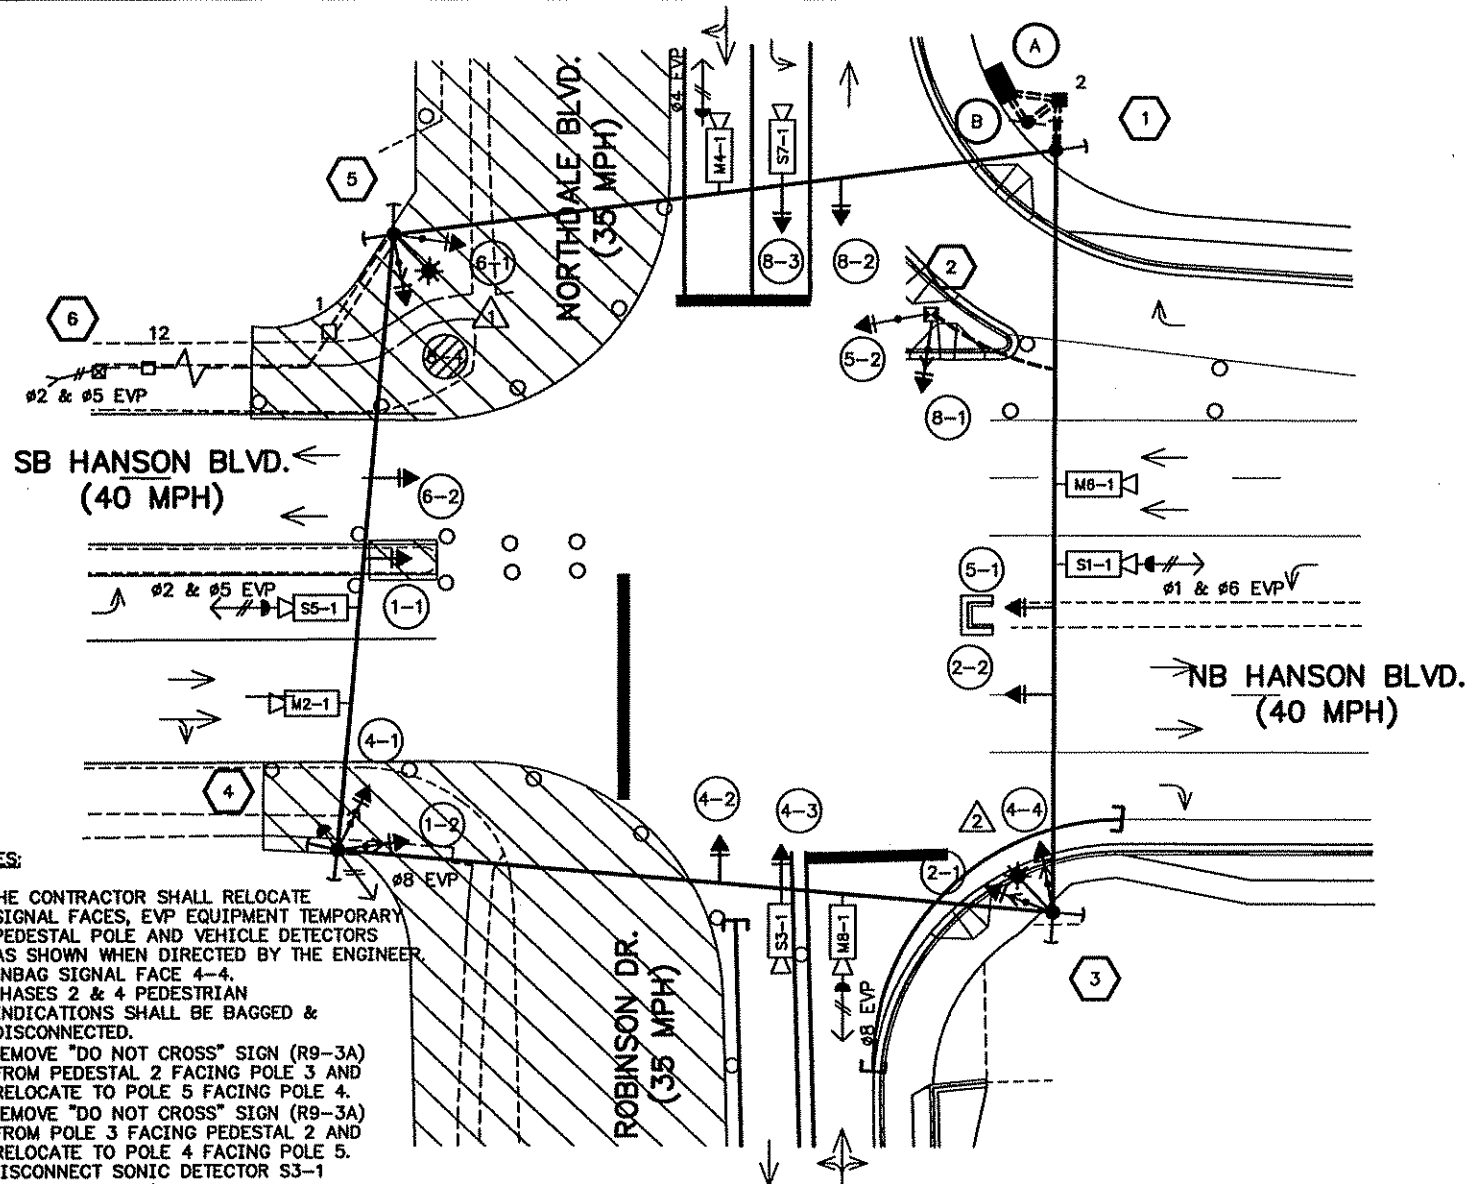 A
2
B
1
5
NORTHDALE BLVD.
(35 MPH)
ø4 EVP
M4-1
S7-1
6-1
8-3
8-2
2
1
1
6
12
5-2
8-1
ø2 & ø5 EVP
SB HANSON BLVD.
(40 MPH)
6-2
M6-1
5-1
S1-1
ø1 & ø6 EVP
ø2 & ø5 EVP
S5-1
1-1
2-2
NB HANSON BLVD.
(40 MPH)
M2-1
4-1
4
1-2
4-2
4-3
2
4-4
2-1
ø8 EVP
ES:
HE CONTRACTOR SHALL RELOCATE
SIGNAL FACES, EVP EQUIPMENT TEMPORARY
PEDESTAL POLE AND VEHICLE DETECTORS
AS SHOWN WHEN DIRECTED BY THE ENGINEER.
NBAG SIGNAL FACE 4-4.
HASES 2 & 4 PEDESTRIAN
INDICATIONS SHALL BE BAGGED &
DISCONNECTED.
EMOVE "DO NOT CROSS" SIGN (R9-3A)
FROM PEDESTAL 2 FACING POLE 3 AND
RELOCATE TO POLE 5 FACING POLE 4.
EMOVE "DO NOT CROSS" SIGN (R9-3A)
FROM POLE 3 FACING PEDESTAL 2 AND
RELOCATE TO POLE 4 FACING POLE 5.
ISCONNECT SONIC DETECTOR S3-1
ROBINSON DR.
(35 MPH)
S3-1
M8-1
ø8 EVP
3